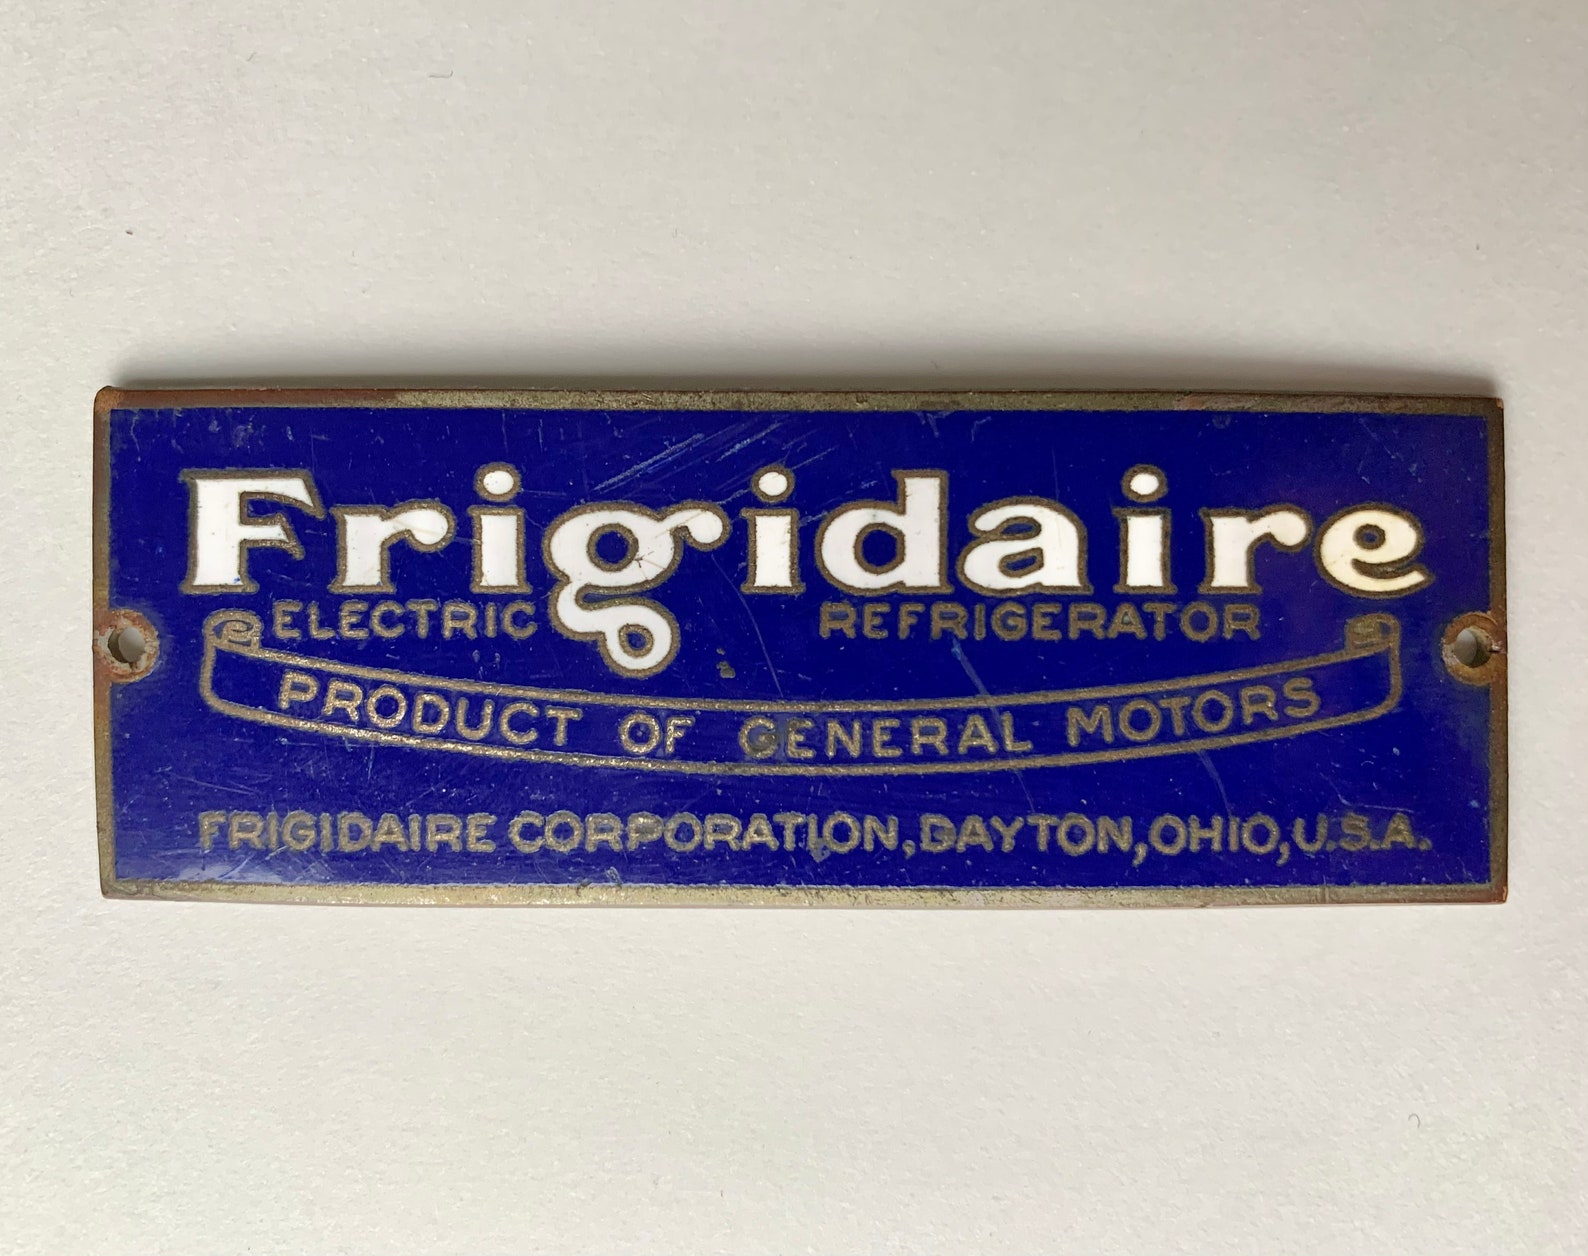 Frigidaire
ELECTRIC REFRIGERATOR
PRODUCT OF GENERAL MOTORS
FRIGIDAIRE CORPORATION, DAYTON, OHIO, U.S.A.